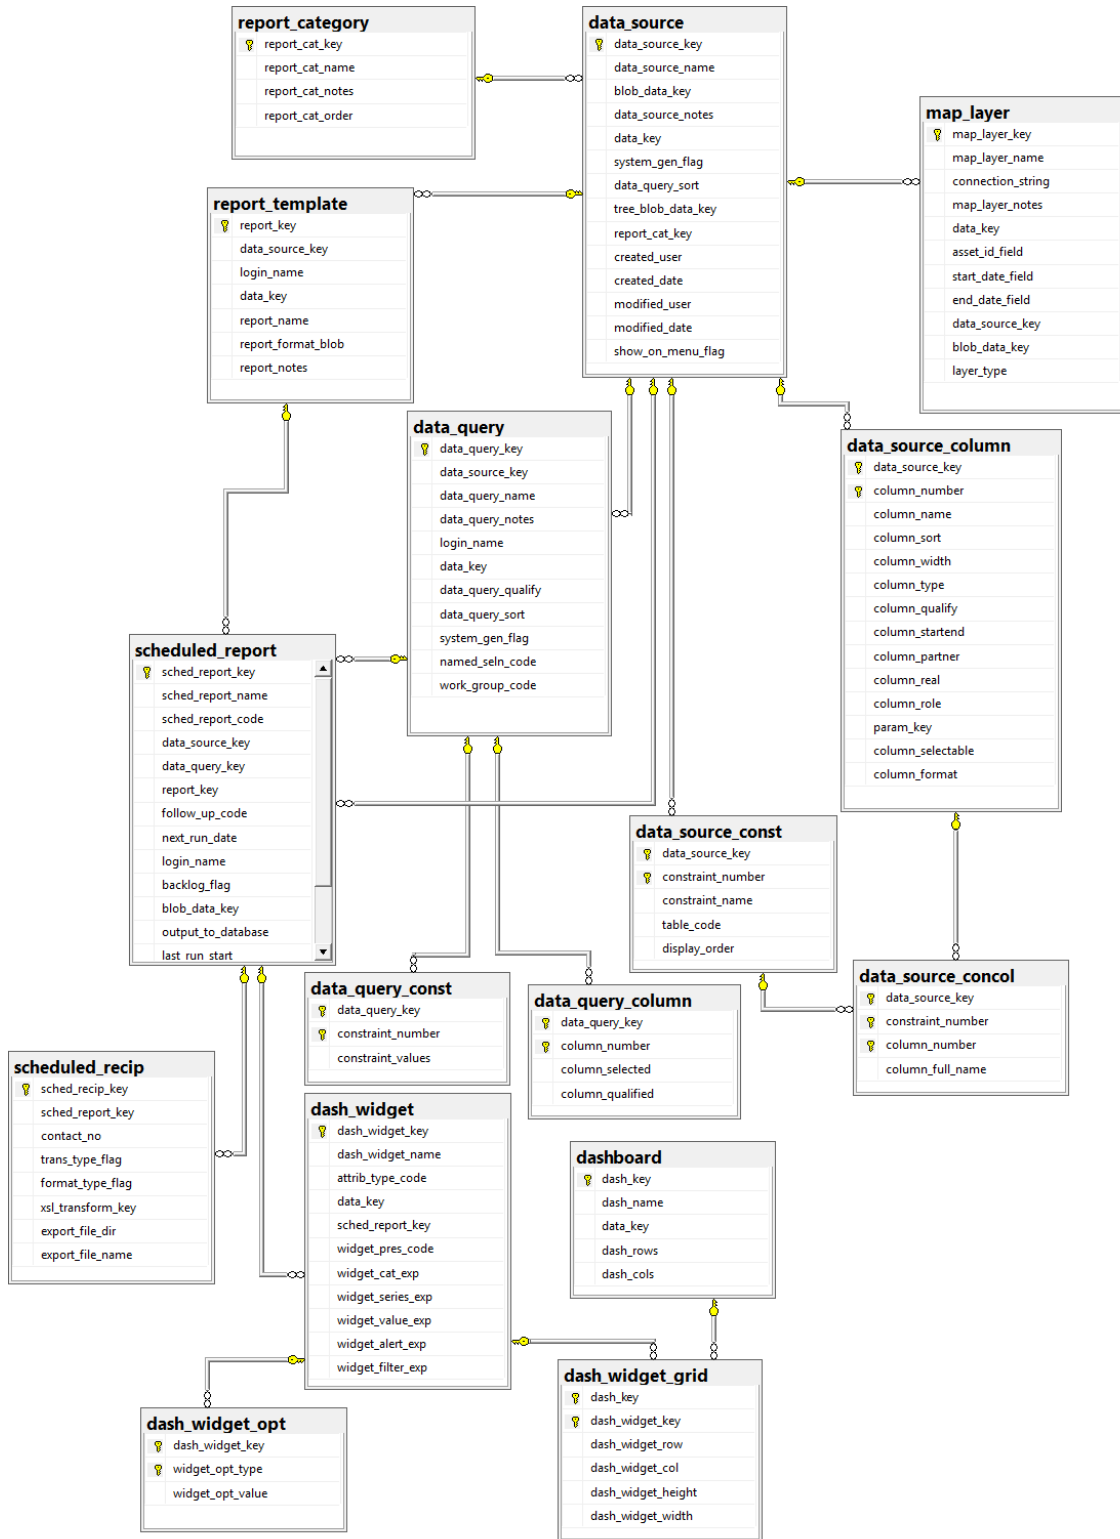 report_category
report_cat_key
report_cat_name
report_cat_notes
report_cat_order
data_source
data_source_key
data_source_name
blob_data_key
data_source_notes
data_key
system_gen_flag
data_query_sort
tree_blob_data_key
report_cat_key
created_user
created_date
modified_user
modified_date
show_on_menu_flag
map_layer
map_layer_key
map_layer_name
connection_string
map_layer_notes
data_key
asset_id_field
start_date_field
end_date_field
data_source_key
blob_data_key
layer_type
report_template
report_key
data_source_key
login_name
data_key
report_name
report_format_blob
report_notes
data_query
data_query_key
data_source_key
data_query_name
data_query_notes
login_name
data_key
data_query_qualify
data_query_sort
system_gen_flag
named_seln_code
work_group_code
data_source_column
data_source_key
column_number
column_name
column_sort
column_width
column_type
column_qualify
column_startend
column_partner
column_real
column_role
param_key
column_selectable
column_format
scheduled_report
sched_report_key
sched_report_name
sched_report_code
data_source_key
data_query_key
report_key
follow_up_code
next_run_date
login_name
backlog_flag
blob_data_key
output_to_database
last_run_start
data_source_const
data_source_key
constraint_number
constraint_name
table_code
display_order
data_query_const
data_query_key
constraint_number
constraint_values
data_query_column
data_query_key
column_number
column_selected
column_qualified
data_source_concol
data_source_key
constraint_number
column_number
column_full_name
scheduled_recip
sched_recip_key
sched_report_key
contact_no
trans_type_flag
format_type_flag
xsl_transform_key
export_file_dir
export_file_name
dash_widget
dash_widget_key
dash_widget_name
attrib_type_code
data_key
sched_report_key
widget_pres_code
widget_cat_exp
widget_series_exp
widget_value_exp
widget_alert_exp
widget_filter_exp
dashboard
dash_key
dash_name
data_key
dash_rows
dash_cols
dash_widget_grid
dash_key
dash_widget_key
dash_widget_row
dash_widget_col
dash_widget_height
dash_widget_width
dash_widget_opt
dash_widget_key
widget_opt_type
widget_opt_value